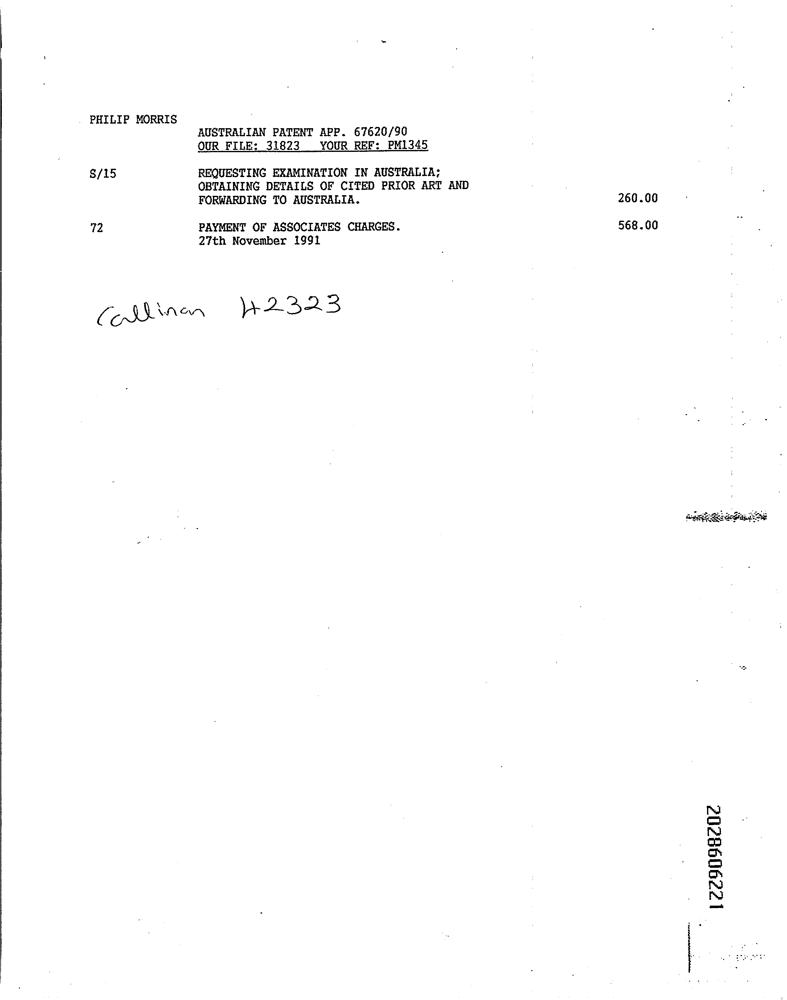 PHILIP MORRIS
AUSTRALIAN PATENT APP. 67620/90
OUR FILE: 31823 YOUR REF: PM1345
S/15 REQUESTING EXAMINATION IN AUSTRALIA;
OBTAINING DETAILS OF CITED PRIOR ART AND
FORWARDING TO AUSTRALIA. 260.00
72 PAYMENT OF ASSOCIATES CHARGES. 568.00
27th November 1991
Callinan H2323
2028606221